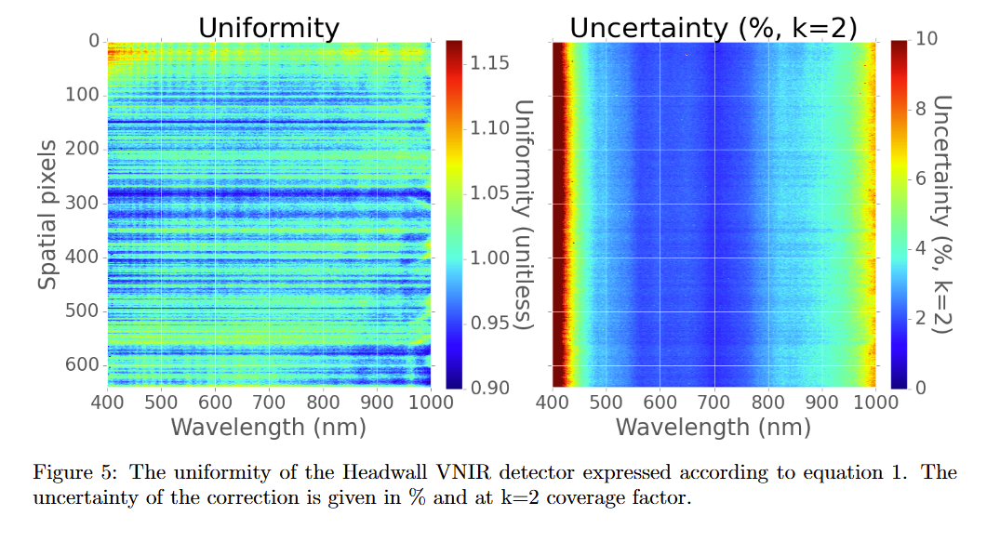 Uniformity
Uncertainty (%, k=2)
0
100
200
300
400
500
600
Spatial pixels
400 500 600 700 800 900 1000
Wavelength (nm)
1.15
1.10
1.05
1.00
0.95
0.90
Uniformity (unitless)
400 500 600 700 800 900 1000
Wavelength (nm)
10
8
6
4
2
0
Uncertainty (%, k=2)
Figure 5: The uniformity of the Headwall VNIR detector expressed according to equation 1. The
uncertainty of the correction is given in % and at k=2 coverage factor.